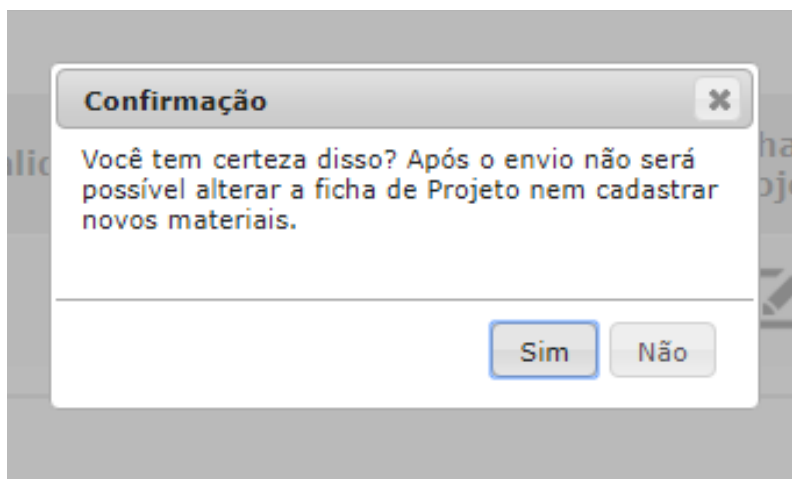 Confirmação
Você tem certeza disso? Após o envio não será
possível alterar a ficha de Projeto nem cadastrar
novos materiais.
Sim Não